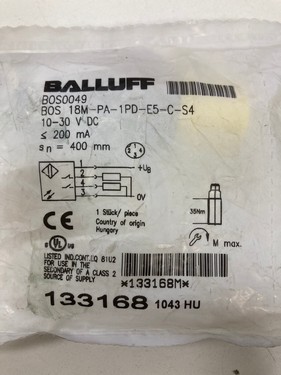 BALLUFF
BOS0049
BOS 18M-PA-1PD-E5-C-S4
10-30 V DC
≤ 200 mA
sn = 400 mm
1
2
4
3
+UB
0V
1 Stück/ piece
Country of origin
Hungary
35Nm
M max.
CE
UL US
LISTED IND.CONT.EQ 81U2
FOR USE IN THE
SECONDARY OF A CLASS 2
SOURCE OF SUPPLY
*133168M*
133168 1043 HU